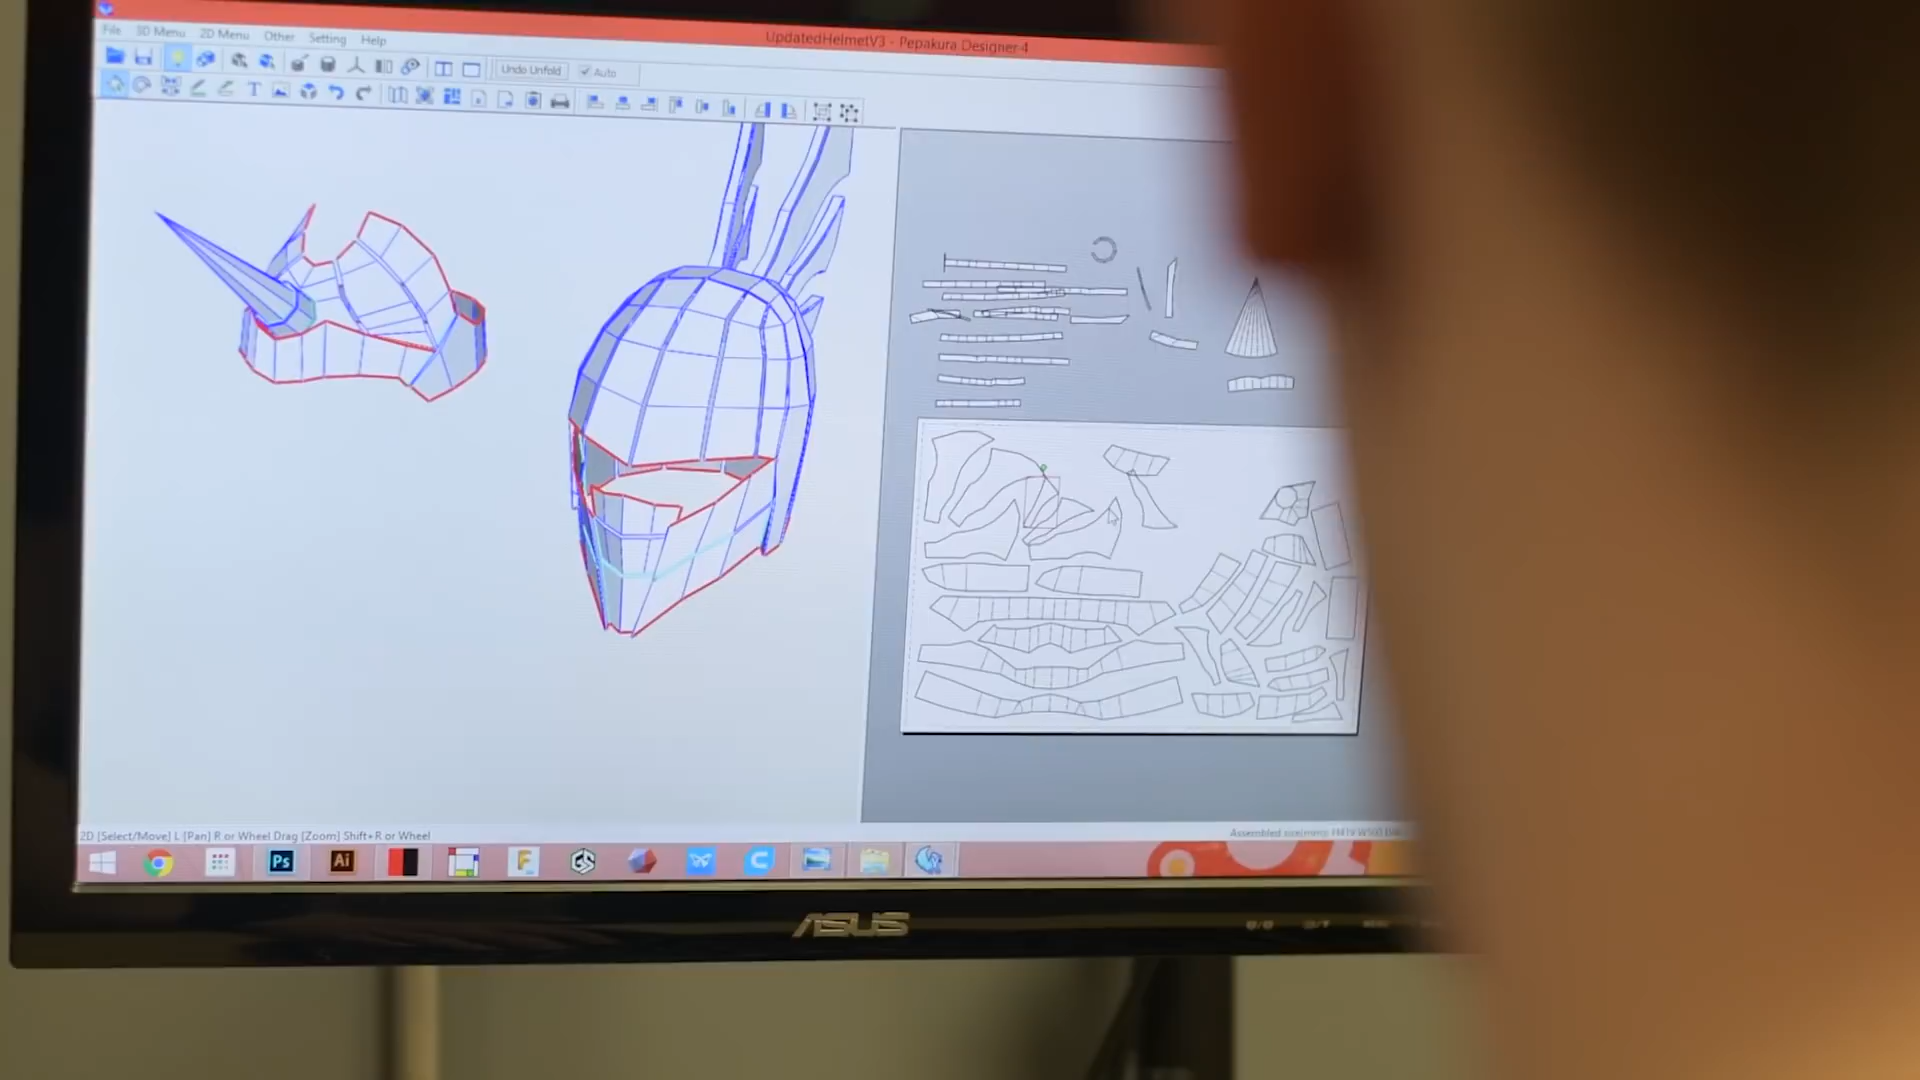 UpdatedHelmetV3 - Pepakura Designer 4
File 3D Menu 2D Menu Other Setting Help
Undo Unfold Auto
T
2D [Select/Move] L [Pan] R or Wheel Drag [Zoom] Shift+R or Wheel
Ps Ai F GS C
ASUS